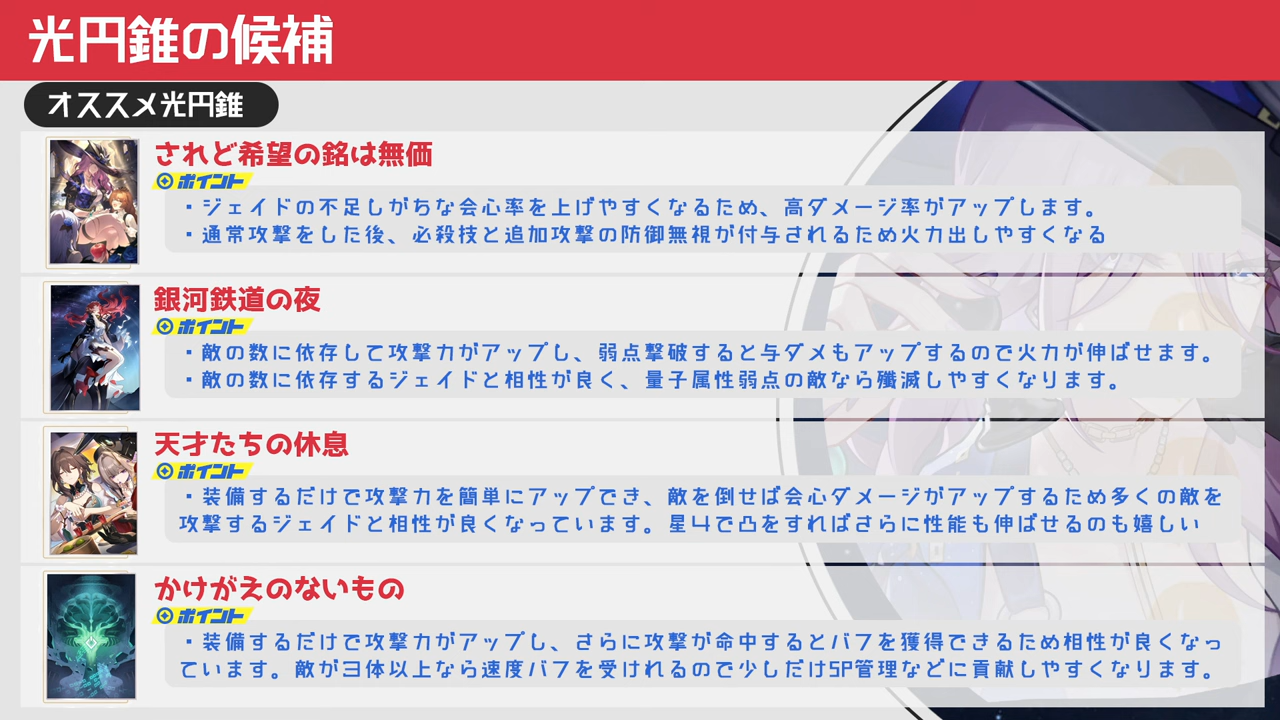 光円錐の候補
オススメ光円錐
されど希望の銘は無価
ポイント
・ジェイドの不足しがちな会心率を上げやすくなるため、高ダメージ率がアップします。
・通常攻撃をした後、必殺技と追加攻撃の防御無視が付与されるため火力出しやすくなる
銀河鉄道の夜
ポイント
・敵の数に依存して攻撃力がアップし、弱点撃破すると与ダメもアップするので火力が伸ばせます。
・敵の数に依存するジェイドと相性が良く、量子属性弱点の敵なら殲滅しやすくなります。
天才たちの休息
ポイント
・装備するだけで攻撃力を簡単にアップでき、敵を倒せば会心ダメージがアップするため多くの敵を
攻撃するジェイドと相性が良くなっています。星4で凸をすればさらに性能も伸ばせるのも嬉しい
かけがえのないもの
ポイント
・装備するだけで攻撃力がアップし、さらに攻撃が命中するとバフを獲得できるため相性が良くなっ
ています。敵が3体以上なら速度バフを受けれるので少しだけSP管理などに貢献しやすくなります。